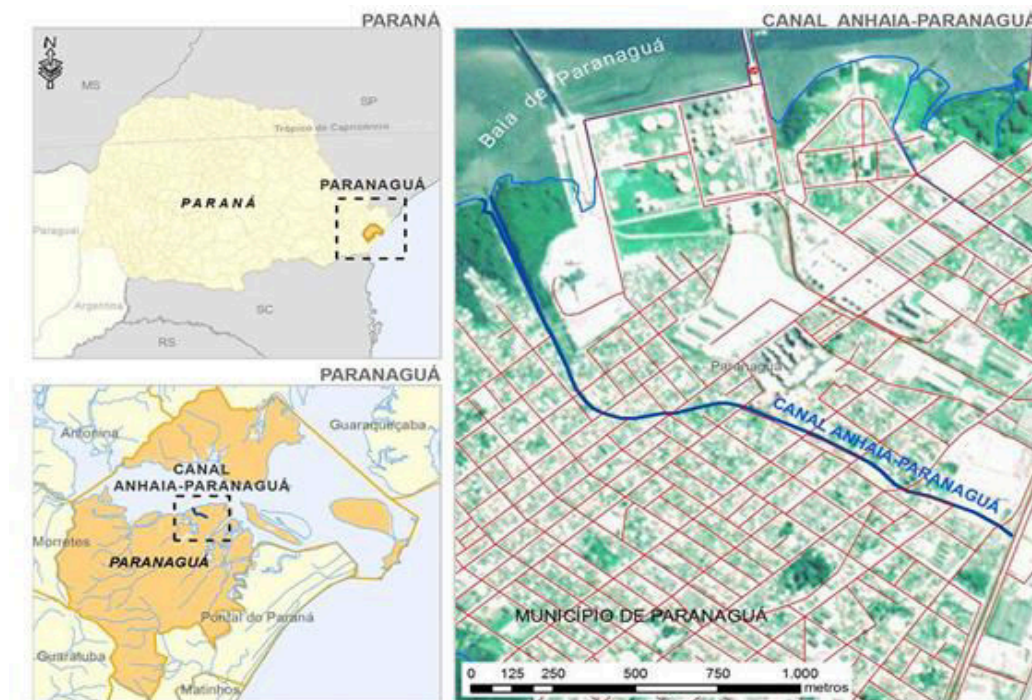 PARANÁ
N
MS
SP
Trópico de Capricórnio
PARANAGUÁ
PARANÁ
Paraguai
Argentina
SC
RS
PARANAGUÁ
Antonina
Guaraqueçaba
CANAL
ANHAIA-PARANAGUÁ
Morretes
PARANAGUÁ
Pontal do Paraná
Guaratuba
Matinhos
CANAL ANHAIA-PARANAGUÁ
Baía de Paranaguá
Paranaguá
CANAL ANHAIA-PARANAGUÁ
MUNICÍPIO DE PARANAGUÁ
0 125 250 500 750 1.000
metros